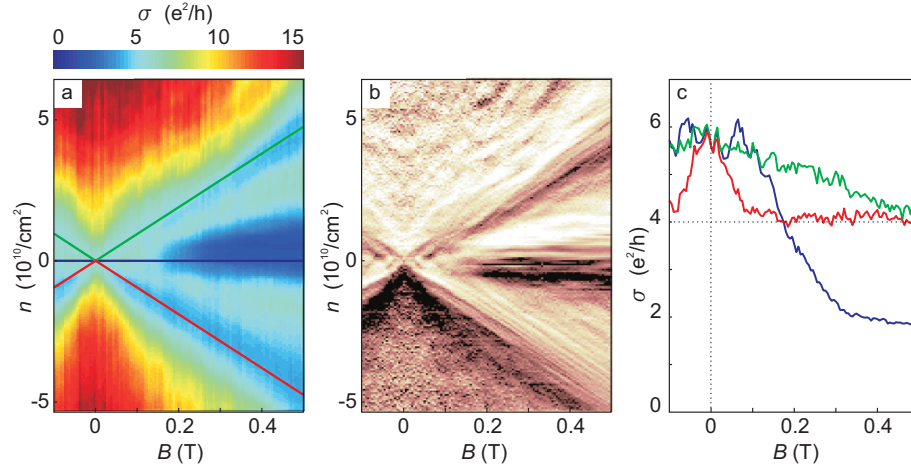 σ (e²/h)
0 5 10 15
a
5
0
-5
n (10¹⁰/cm²)
0 0.2 0.4
B (T)
b
5
0
-5
n (10¹⁰/cm²)
0 0.2 0.4
B (T)
c
6
4
2
0
σ (e²/h)
0 0.2 0.4
B (T)